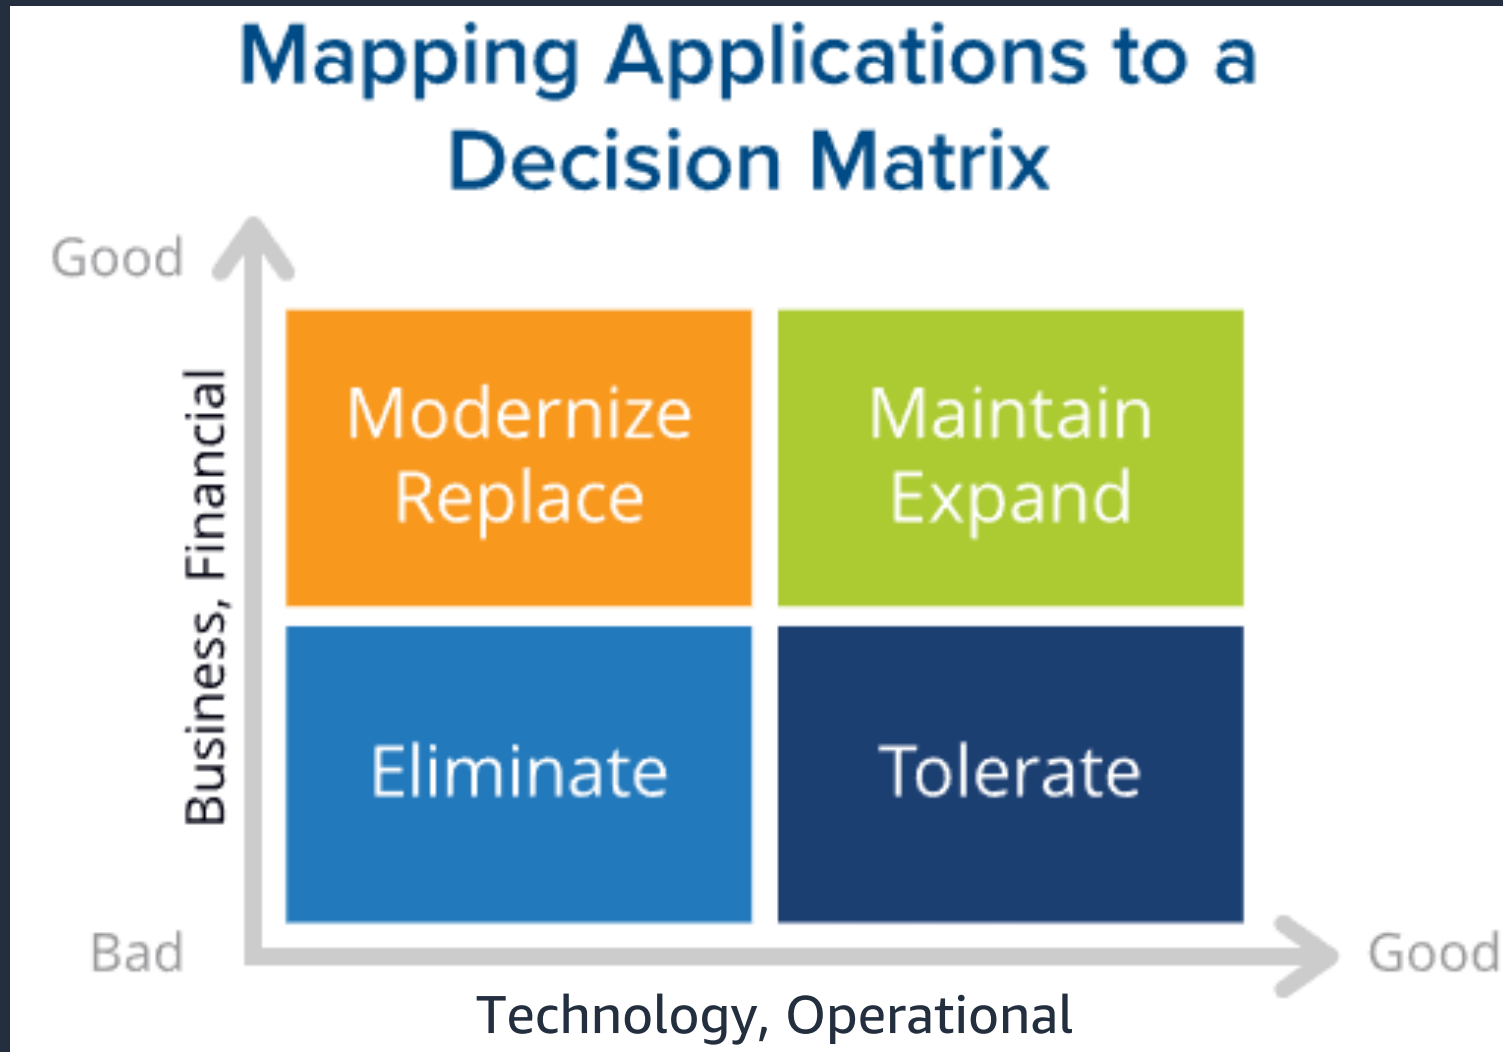 Mapping Applications to a
Decision Matrix
Good
Business, Financial
Modernize
Replace
Maintain
Expand
Eliminate
Tolerate
Bad
Good
Technology, Operational